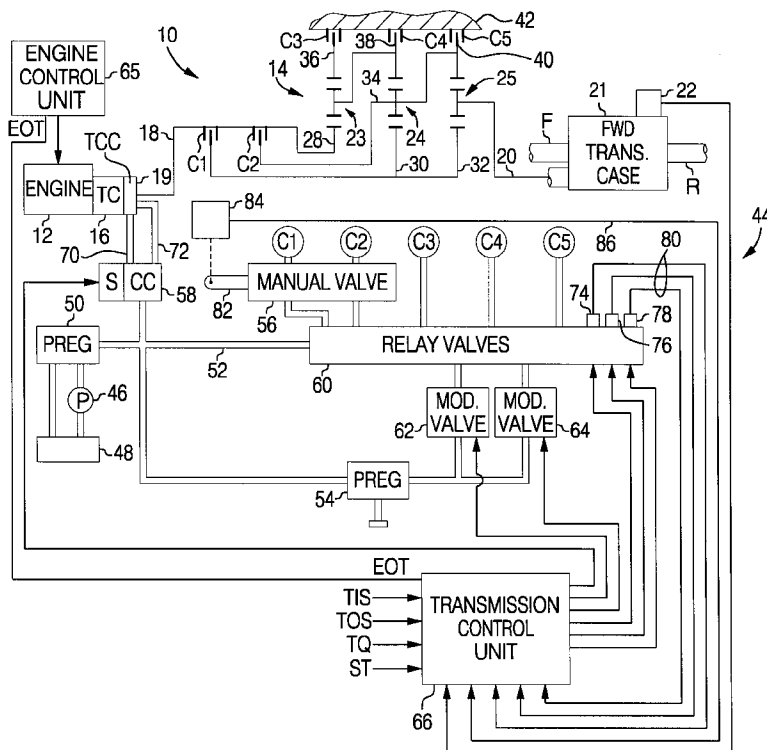 42
C3
C4
C5
36
38
40
10
14
34
25
ENGINE
CONTROL
UNIT
65
EOT
TCC
18
19
C1
C2
28
23
24
30
32
20
21
22
FWD
TRANS.
CASE
F
R
ENGINE
TC
12
16
70
72
84
86
44
C1
C2
C3
C4
C5
80
74
78
76
S
CC
58
82
MANUAL VALVE
56
50
PREG
52
RELAY VALVES
60
P
46
48
MOD.
VALVE
62
MOD.
VALVE
64
PREG
54
EOT
TIS
TOS
TQ
ST
TRANSMISSION
CONTROL
UNIT
66